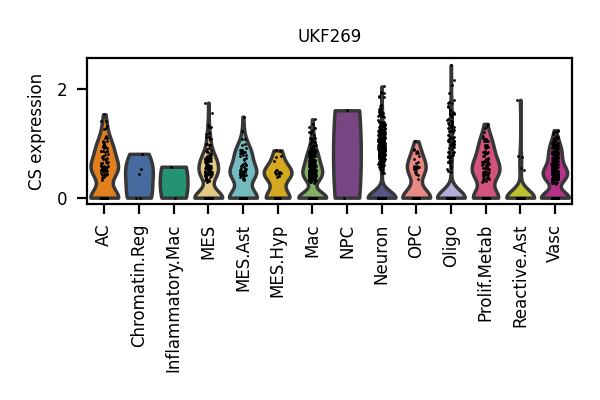 UKF269
CS expression
2
0
AC
Chromatin.Reg
Inflammatory.Mac
MES
MES.Ast
MES.Hyp
Mac
NPC
Neuron
OPC
Oligo
Prolif.Metab
Reactive.Ast
Vasc